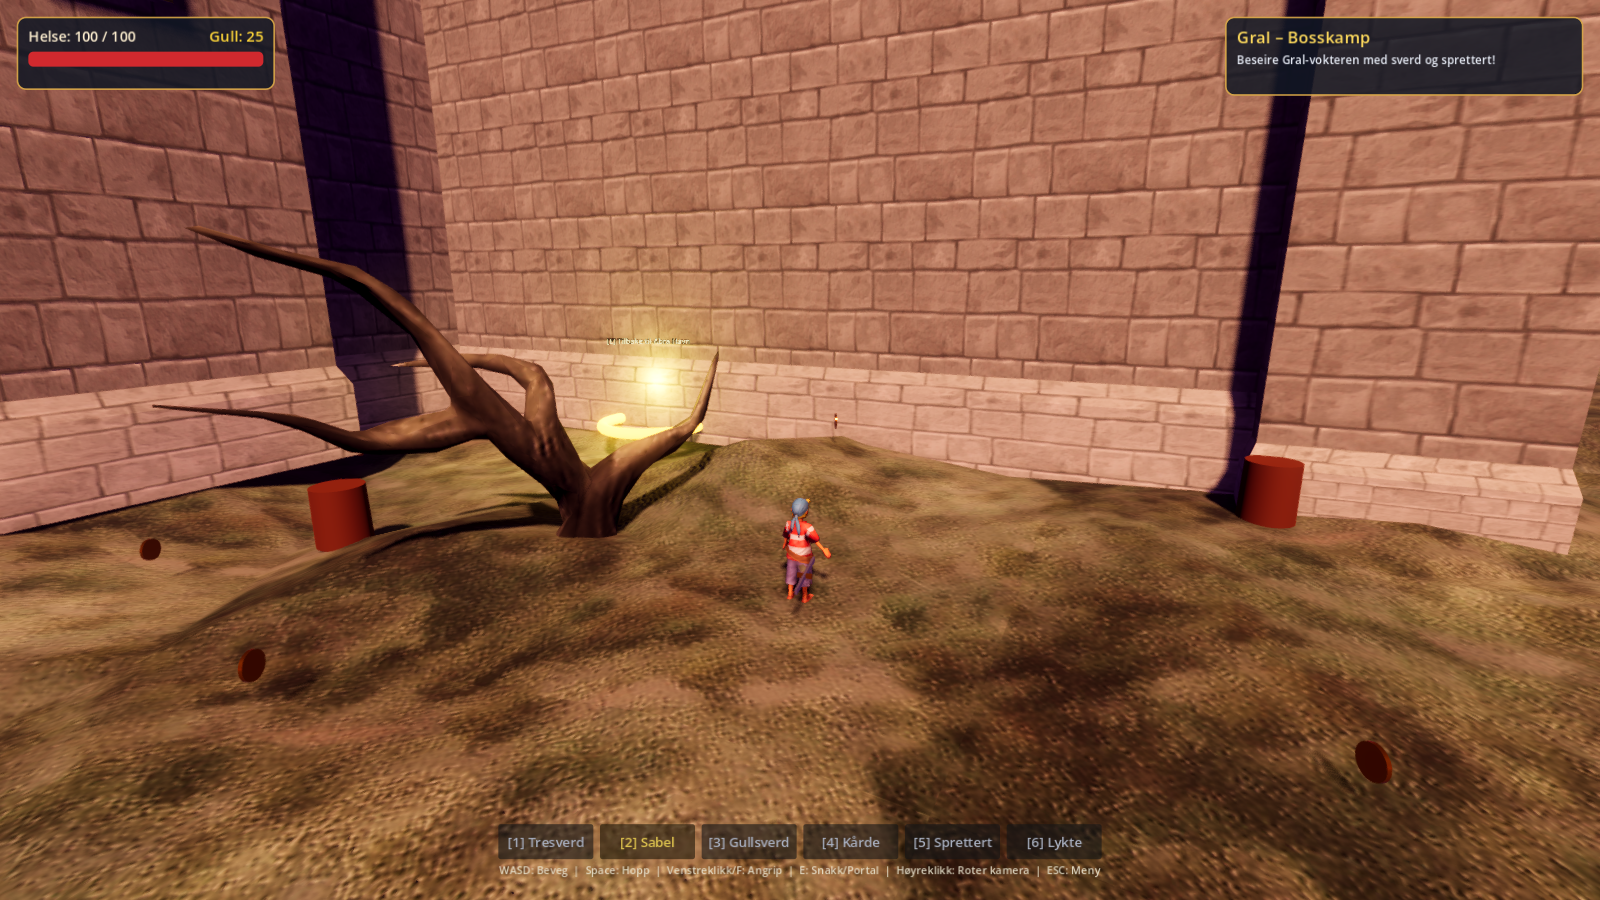 Helse: 100 / 100
Gull: 25
Gral – Bosskamp
Beseire Gral-vokteren med sverd og sprettert!
[1] Tresverd
[2] Sabel
[3] Gullsverd
[4] Kårde
[5] Sprettert
[6] Lykte
WASD: Beveg | Space: Hopp | Venstreklikk/F: Angrip | E: Snakk/Portal | Høyreklikk: Roter kamera | ESC: Meny